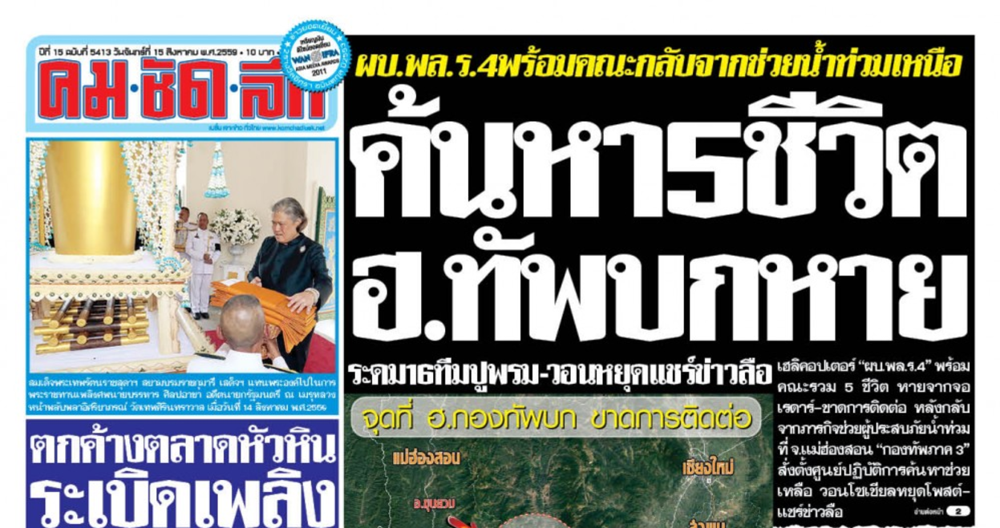 ปีที่ 15 ฉบับที่ 5413 วันจันทร์ที่ 15 สิงหาคม พ.ศ.2559 • 10 บาท
คม•ชัด•ลึก
www.komchadluek.net
WAN IFRA
ASIA MEDIA AWARDS
2011
ผบ.พล.ร.4พร้อมคณะกลับจากช่วยน้ำท่วมเหนือ
ค้นหา5ชีวิต
ฮ.ทัพบกหาย
ระดม16ทีมปูพรม-วอนหยุดแชร์ข่าวลือ
เฮลิคอปเตอร์ “ผบ.พล.ร.4” พร้อม
คณะรวม 5 ชีวิต หายจากจอ
เรดาร์-ขาดการติดต่อ หลังกลับ
จากภารกิจช่วยผู้ประสบภัยน้ำท่วม
ที่ จ.แม่ฮ่องสอน “กองทัพภาค 3”
สั่งตั้งศูนย์ปฏิบัติการค้นหาช่วย
เหลือ วอนโซเชียลหยุดโพสต์-
แชร์ข่าวลือ
อ่านต่อหน้า 2
สมเด็จพระเทพรัตนราชสุดาฯ สยามบรมราชกุมารี เสด็จฯ แทนพระองค์ไปในการ
พระราชทานเพลิงศพนายบรรหาร ศิลปอาชา อดีตนายกรัฐมนตรี ณ เมรุหลวง
หน้าพลับพลาอิศริยาภรณ์ วัดเทพศิรินทราวาส เมื่อวันที่ 14 สิงหาคม พ.ศ.2559
ตกค้างตลาดหัวหิน
ระเบิดเพลิง
จุดที่ ฮ.กองทัพบก ขาดการติดต่อ
แม่ฮ่องสอน
เชียงใหม่
อ.ขุนยวม
ลำพูน